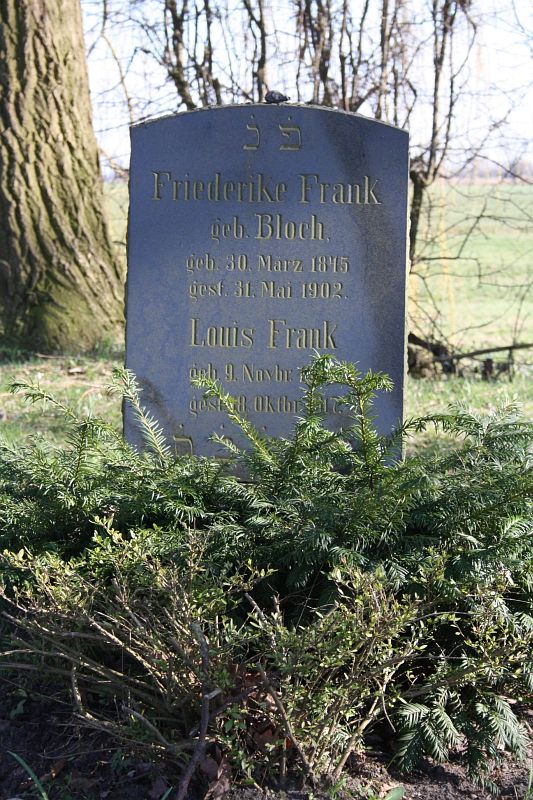 פ נ
Friederike Frank
geb. Bloch,
geb. 30. März 1845
gest. 31. Mai 1902.
Louis Frank
geb. 9. Novbr.
gest. 8. Oktbr.